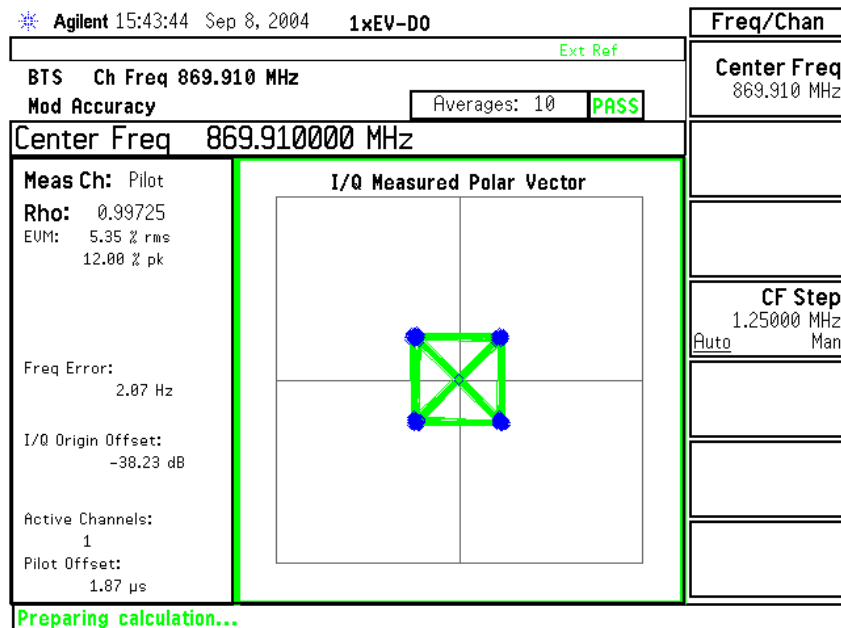 Agilent 15:43:44 Sep 8, 2004 1xEV-DO
Ext Ref
BTS Ch Freq 869.910 MHz
Mod Accuracy
Averages: 10 PASS
Center Freq 869.910000 MHz
Meas Ch: Pilot
Rho: 0.99725
EVM: 5.35 % rms
12.00 % pk
Freq Error:
2.07 Hz
I/Q Origin Offset:
-38.23 dB
Active Channels:
1
Pilot Offset:
1.87 µs
I/Q Measured Polar Vector
Preparing calculation...
Freq/Chan
Center Freq
869.910 MHz
CF Step
1.25000 MHz
Auto Man